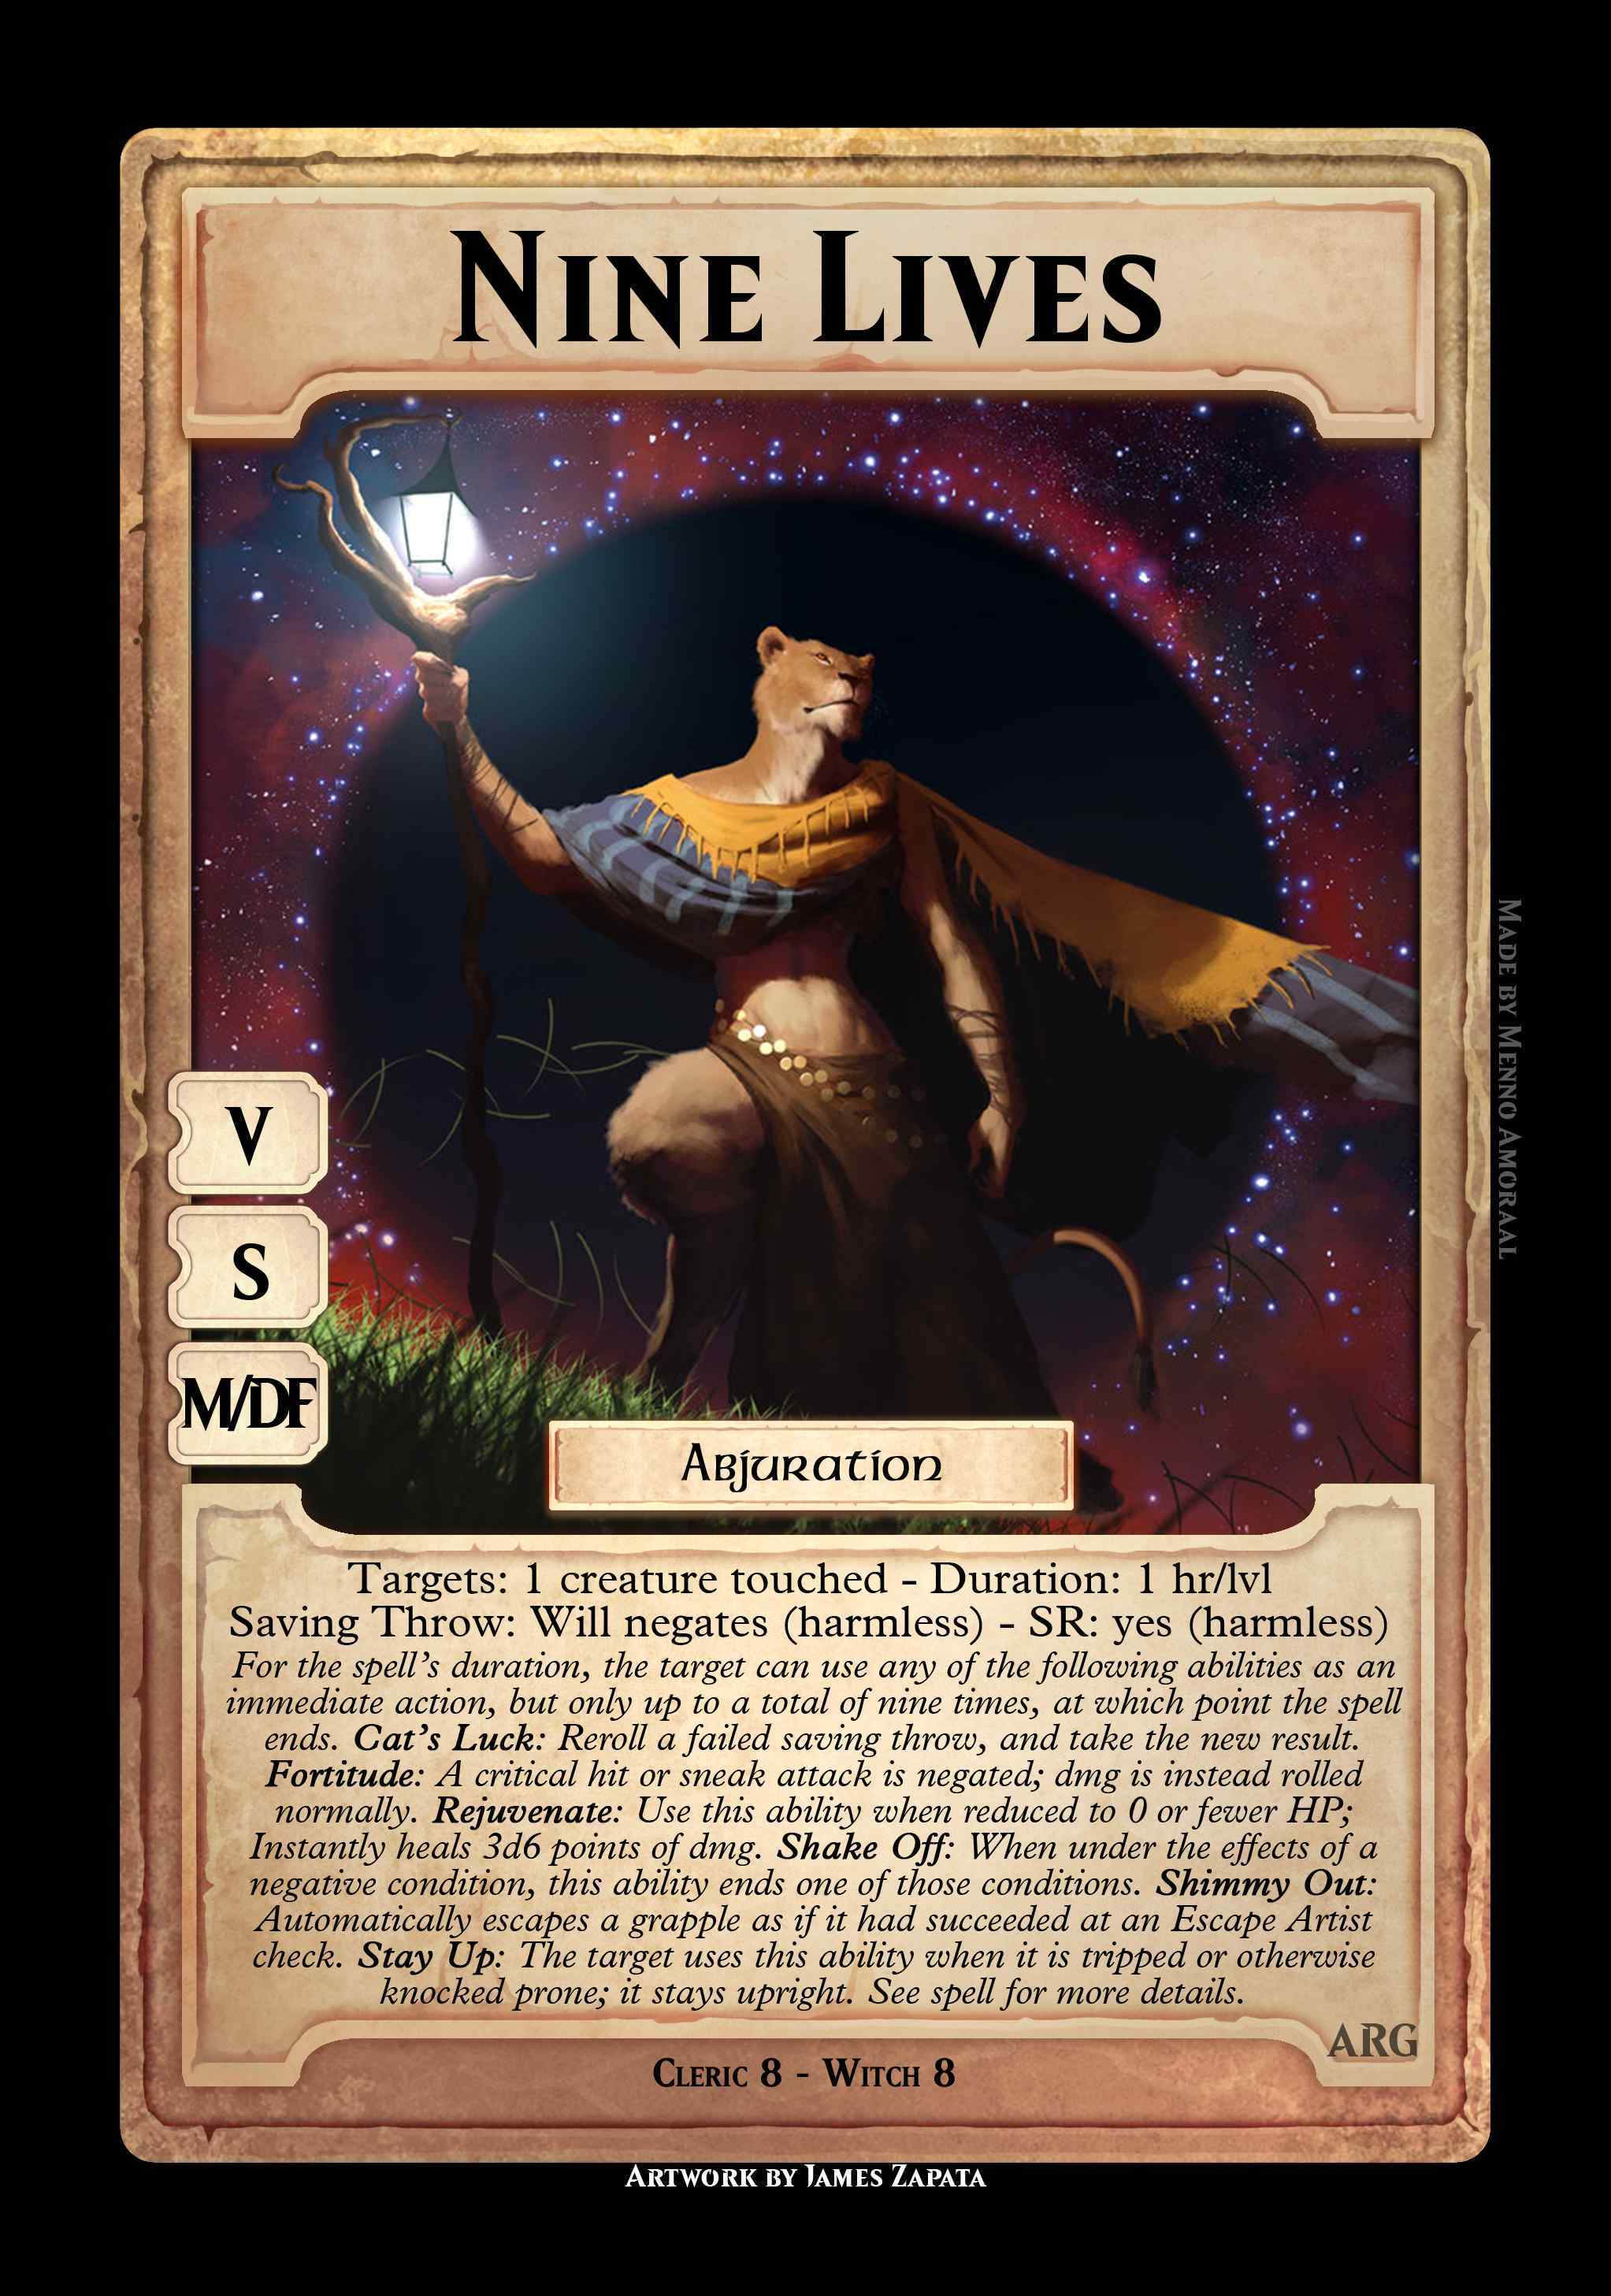 Nine Lives
V
S
M/DF
Abjuration
Targets: 1 creature touched - Duration: 1 hr/lvl
Saving Throw: Will negates (harmless) - SR: yes (harmless)
For the spell's duration, the target can use any of the following abilities as an
immediate action, but only up to a total of nine times, at which point the spell
ends. Cat's Luck: Reroll a failed saving throw, and take the new result.
Fortitude: A critical hit or sneak attack is negated; dmg is instead rolled
normally. Rejuvenate: Use this ability when reduced to 0 or fewer HP;
Instantly heals 3d6 points of dmg. Shake Off: When under the effects of a
negative condition, this ability ends one of those conditions. Shimmy Out:
Automatically escapes a grapple as if it had succeeded at an Escape Artist
check. Stay Up: The target uses this ability when it is tripped or otherwise
knocked prone; it stays upright. See spell for more details.
ARG
Cleric 8 - Witch 8
Artwork by James Zapata
Made by Menno Amoraal